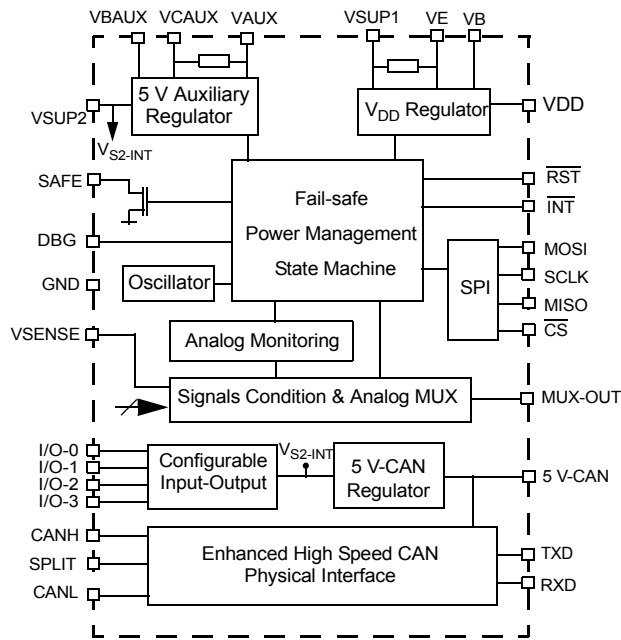 VBAUX VCAUX VAUX
VSUP1 VE VB
5 V Auxiliary
Regulator
V_DD Regulator
VDD
VSUP2
V_S2-INT
SAFE
Fail-safe
Power Management
State Machine
RST
INT
DBG
MOSI
GND
Oscillator
SPI
SCLK
MISO
CS
VSENSE
Analog Monitoring
Signals Condition & Analog MUX
MUX-OUT
I/O-0
I/O-1
I/O-2
I/O-3
Configurable
Input-Output
V_S2-INT
5 V-CAN
Regulator
5 V-CAN
CANH
SPLIT
CANL
Enhanced High Speed CAN
Physical Interface
TXD
RXD